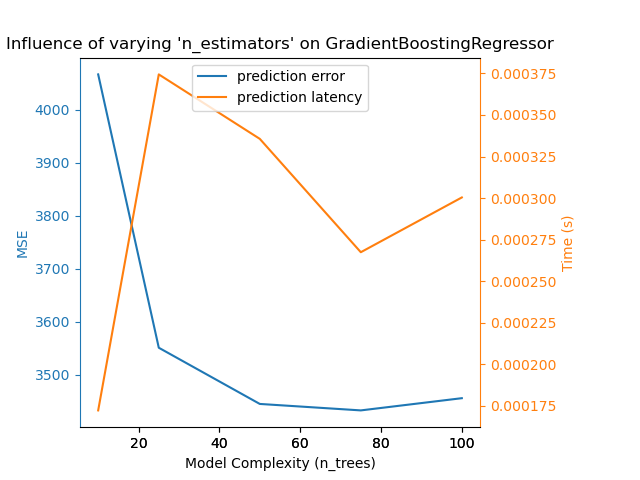 Influence of varying 'n_estimators' on GradientBoostingRegressor
prediction error
prediction latency
MSE
4000
3900
3800
3700
3600
3500
0.000375
0.000350
0.000325
0.000300
0.000275
0.000250
0.000225
0.000200
0.000175
Time (s)
20 40 60 80 100
Model Complexity (n_trees)